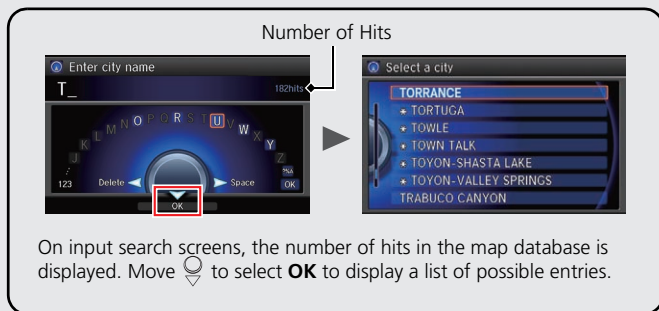 Number of Hits
Enter city name
T_
182hits
J K L M N O P Q R S T U V W X Y Z
123
Delete
Space
OK
OK
Select a city
TORRANCE
TORTUGA
TOWLE
TOWN TALK
TOYON-SHASTA LAKE
TOYON-VALLEY SPRINGS
TRABUCO CANYON
On input search screens, the number of hits in the map database is
displayed. Move to select OK to display a list of possible entries.